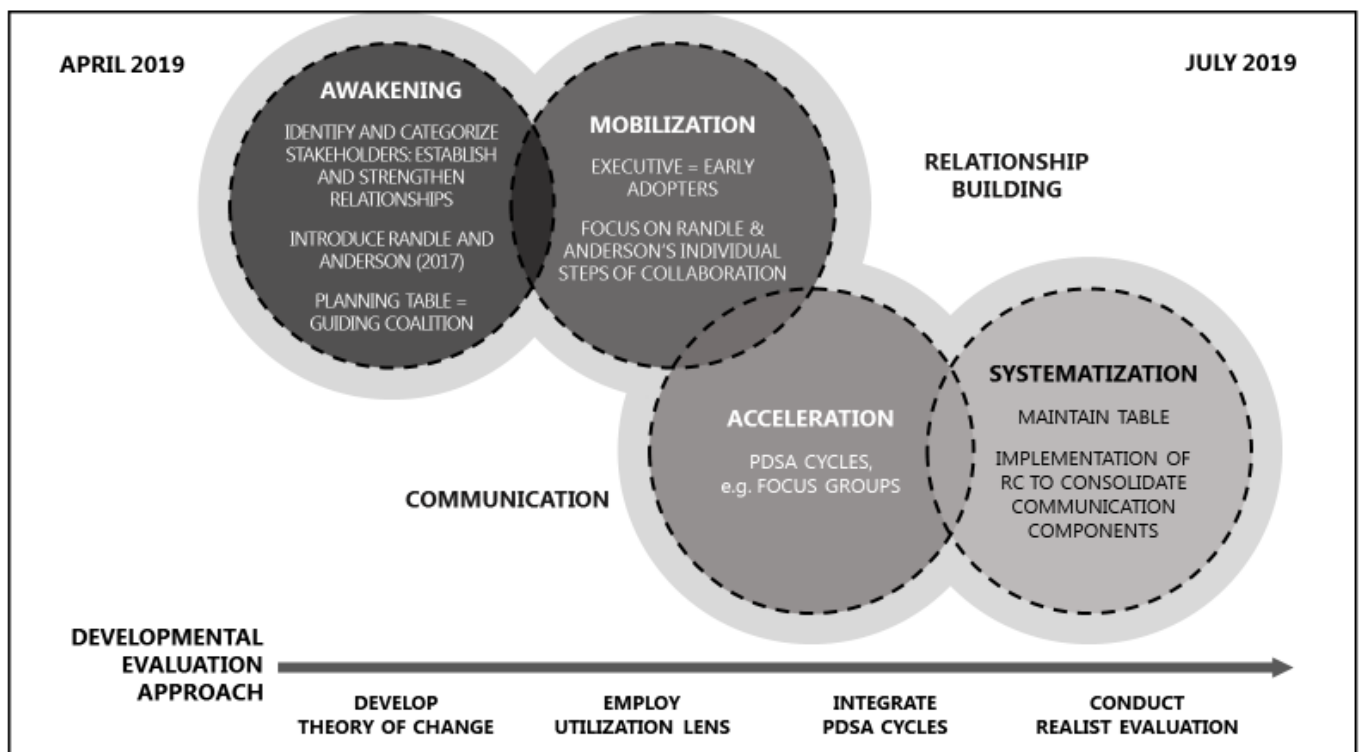 APRIL 2019
JULY 2019
AWAKENING
IDENTIFY AND CATEGORIZE
STAKEHOLDERS: ESTABLISH
AND STRENGTHEN
RELATIONSHIPS
INTRODUCE RANDLE AND
ANDERSON (2017)
PLANNING TABLE =
GUIDING COALITION
MOBILIZATION
EXECUTIVE = EARLY
ADOPTERS
FOCUS ON RANDLE &
ANDERSON'S INDIVIDUAL
STEPS OF COLLABORATION
RELATIONSHIP
BUILDING
COMMUNICATION
ACCELERATION
PDSA CYCLES,
e.g. FOCUS GROUPS
SYSTEMATIZATION
MAINTAIN TABLE
IMPLEMENTATION OF
RC TO CONSOLIDATE
COMMUNICATION
COMPONENTS
DEVELOPMENTAL
EVALUATION
APPROACH
DEVELOP
THEORY OF CHANGE
EMPLOY
UTILIZATION LENS
INTEGRATE
PDSA CYCLES
CONDUCT
REALIST EVALUATION